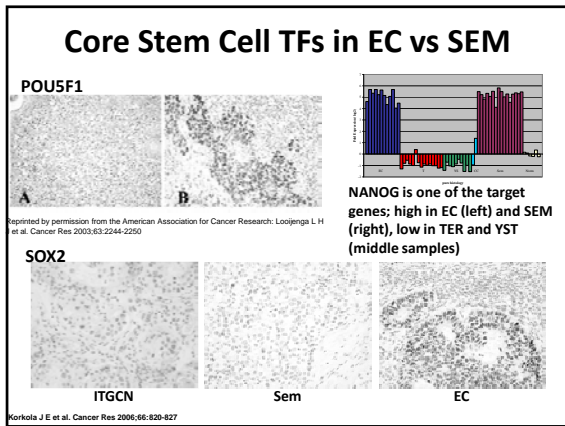 Core Stem Cell TFs in EC vs SEM
POU5F1
A
B
Reprinted by permission from the American Association for Cancer Research: Looijenga L H
J et al. Cancer Res 2003;63:2244-2250
NANOG is one of the target
genes; high in EC (left) and SEM
(right), low in TER and YST
(middle samples)
SOX2
ITGCN
Sem
EC
Korkola J E et al. Cancer Res 2006;66:820-827